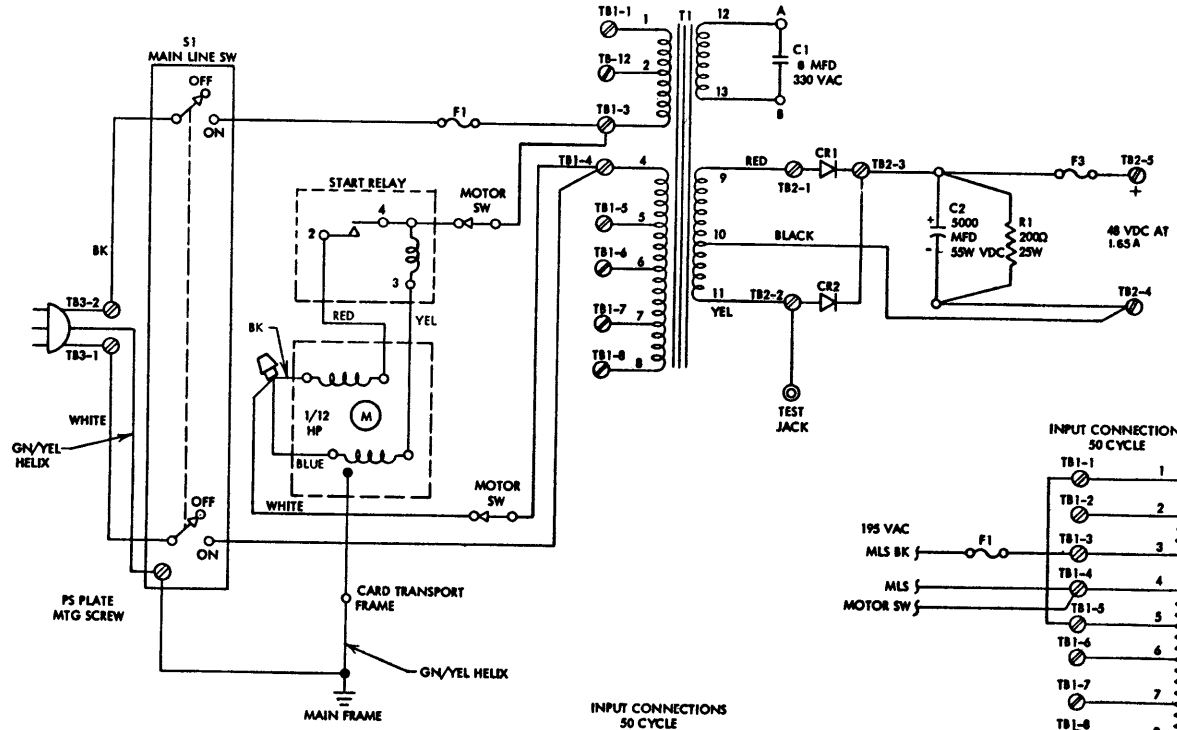 S1
MAIN LINE SW
OFF
ON
BK
TB3-2
TB3-1
WHITE
GN/YEL
HELIX
OFF
ON
PS PLATE
MTG SCREW
F1
START RELAY
4
2
3
MOTOR
SW
RED
YEL
BK
1/12
HP
M
BLUE
WHITE
MOTOR
SW
CARD TRANSPORT
FRAME
GN/YEL HELIX
MAIN FRAME
TB1-1
1
T1
TB-12
2
TB1-3
TB1-4
4
TB1-5
5
TB1-6
6
TB1-7
7
TB1-8
8
12
A
C1
8 MFD
330 VAC
13
B
RED
9
TB2-1
CR1
TB2-3
10
BLACK
11
YEL
TB2-2
CR2
TEST
JACK
F3
TB2-5
+
+
C2
5000
MFD
55W VDC
-
R1
200Ω
25W
48 VDC AT
1.65A
TB2-4
INPUT CONNECTION
50 CYCLE
TB1-1 1
TB1-2 2
195 VAC
MLS BK
F1
TB1-3 3
MLS
TB1-4 4
MOTOR SW
TB1-5 5
TB1-6 6
TB1-7 7
TB1-8
INPUT CONNECTIONS
50 CYCLE